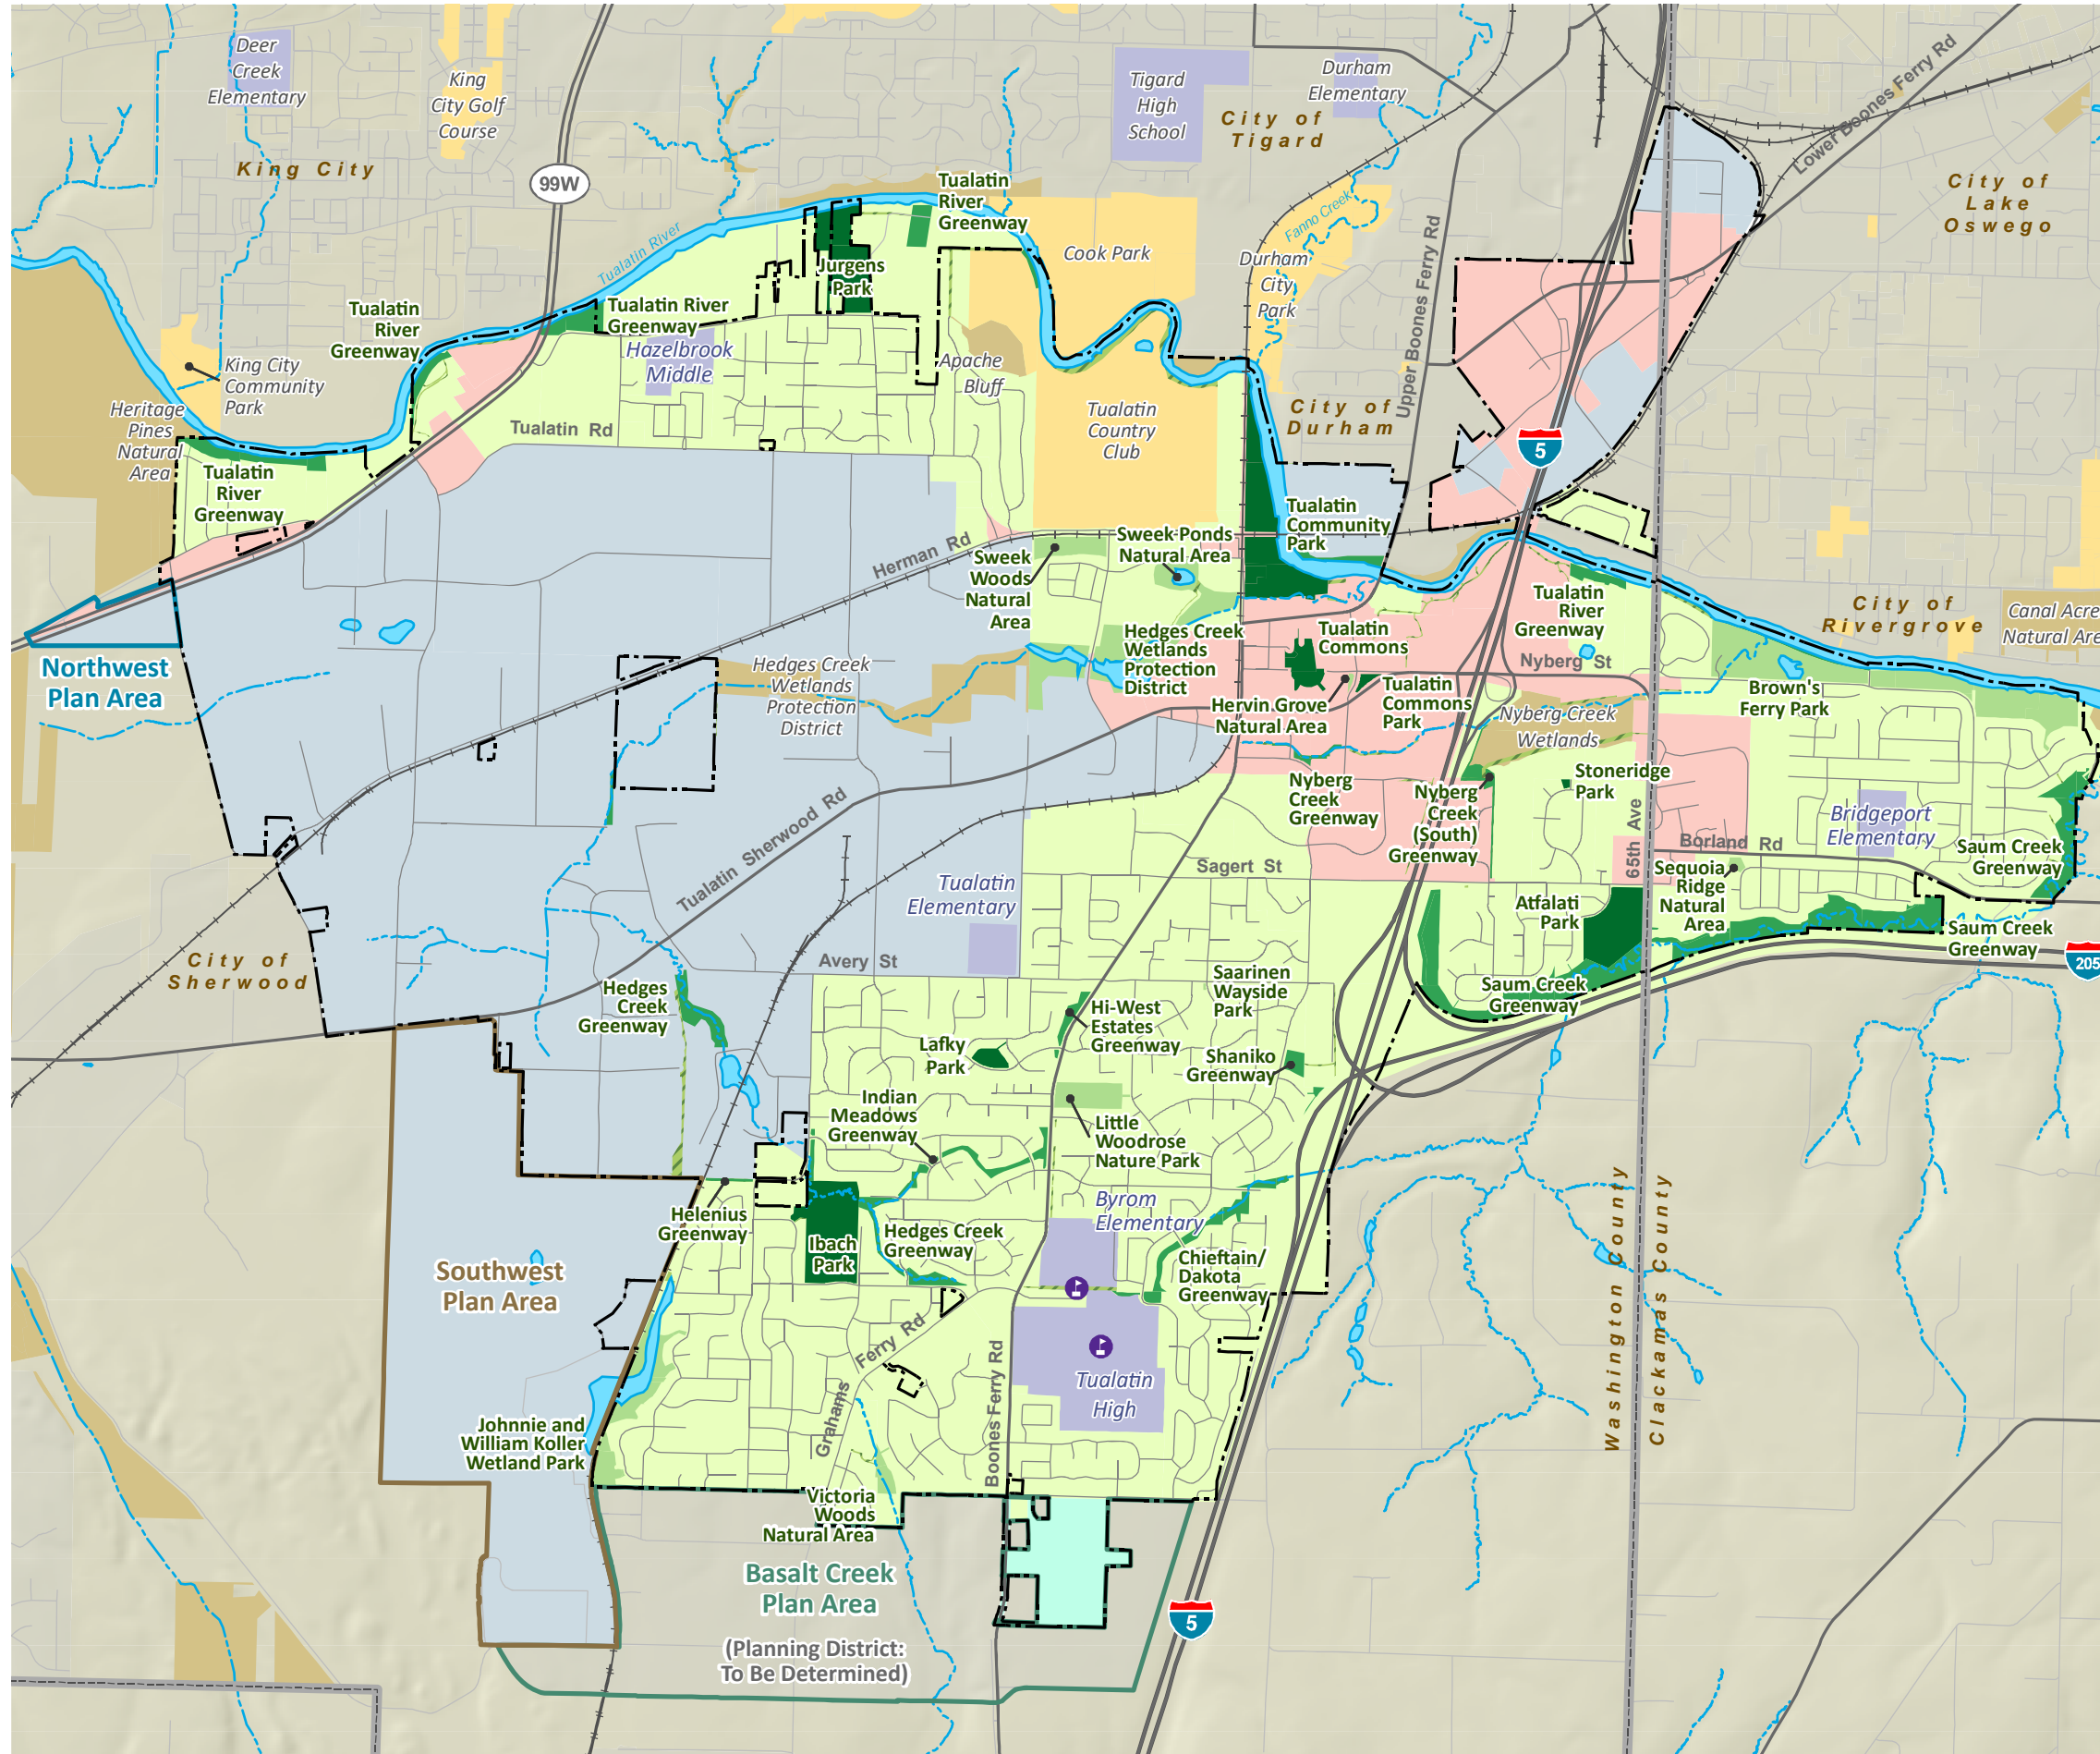 Deer
Creek
Elementary
King
City Golf
Course
King City
99W
Tigard
High
School
City of
Tigard
Durham
Elementary
Lower Boones Ferry Rd
City of
Lake
Oswego
Tualatin
River
Greenway
Tualatin River
Cook Park
Fanno Creek
Durham
City
Park
Upper Boones Ferry Rd
Jurgens
Park
Tualatin
River
Greenway
Tualatin River
Greenway
Hazelbrook
Middle
King City
Community
Park
Heritage
Pines
Natural
Area
Apache
Bluff
Tualatin
Country
Club
City of
Durham
Tualatin Rd
5
Tualatin
River
Greenway
Tualatin
Community
Park
Herman Rd
Sweek
Woods
Natural
Area
Sweek Ponds
Natural Area
Tualatin
River
Greenway
City of
Rivergrove
Canal Acre
Natural Are
Northwest
Plan Area
Hedges Creek
Wetlands
Protection
District
Hedges Creek
Wetlands
Protection
District
Tualatin
Commons
Nyberg St
Hervin Grove
Natural Area
Tualatin
Commons
Park
Nyberg Creek
Wetlands
Brown's
Ferry Park
Nyberg
Creek
Greenway
Nyberg
Creek
(South)
Greenway
Stoneridge
Park
65th Ave
Bridgeport
Elementary
Borland Rd
Saum Creek
Greenway
Tualatin Sherwood Rd
Sagert St
Tualatin
Elementary
Sequoia
Ridge
Natural
Area
Atfalati
Park
Saum Creek
Greenway
205
City of
Sherwood
Avery St
Hedges
Creek
Greenway
Saarinen
Wayside
Park
Saum Creek
Greenway
Hi-West
Estates
Greenway
Lafky
Park
Shaniko
Greenway
Indian
Meadows
Greenway
Little
Woodrose
Nature Park
Byrom
Elementary
Helenius
Greenway
Ibach
Park
Hedges Creek
Greenway
Chieftain/
Dakota
Greenway
Washington County
Clackamas County
Southwest
Plan Area
Grahams Ferry Rd
Boones Ferry Rd
Tualatin
High
Johnnie and
William Koller
Wetland Park
Victoria
Woods
Natural Area
Basalt Creek
Plan Area
(Planning District:
To Be Determined)
5